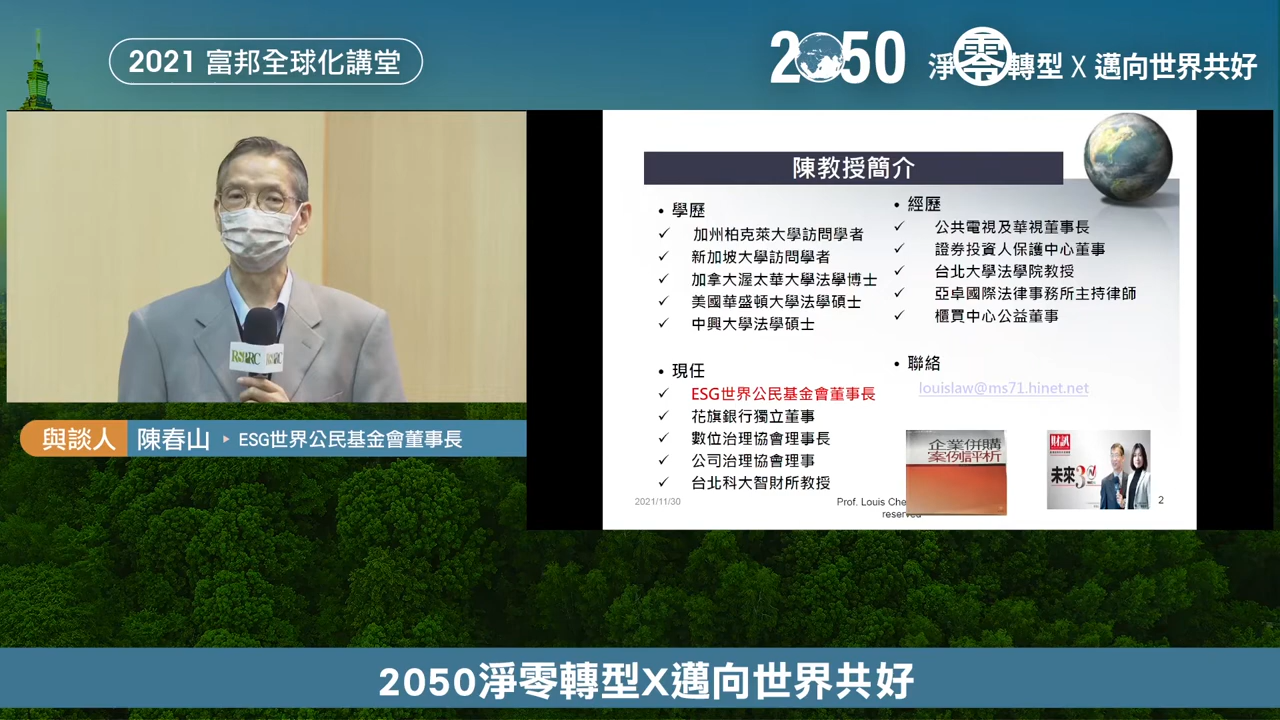 2021 富邦全球化講堂
2050 淨零轉型 X 邁向世界共好
陳教授簡介
• 學歷
✓ 加州柏克萊大學訪問學者
✓ 新加坡大學訪問學者
✓ 加拿大渥太華大學法學博士
✓ 美國華盛頓大學法學碩士
✓ 中興大學法學碩士
• 現任
✓ ESG世界公民基金會董事長
✓ 花旗銀行獨立董事
✓ 數位治理協會理事長
✓ 公司治理協會理事
✓ 台北科大智財所教授
• 經歷
✓ 公共電視及華視董事長
✓ 證券投資人保護中心董事
✓ 台北大學法學院教授
✓ 亞卓國際法律事務所主持律師
✓ 櫃買中心公益董事
• 聯絡
louislaw@ms71.hinet.net
企業併購
案例評析
財訊
未來30
2021/11/30
Prof. Louis Che
reserved
2
與談人 陳春山 ▸ ESG世界公民基金會董事長
2050淨零轉型X邁向世界共好